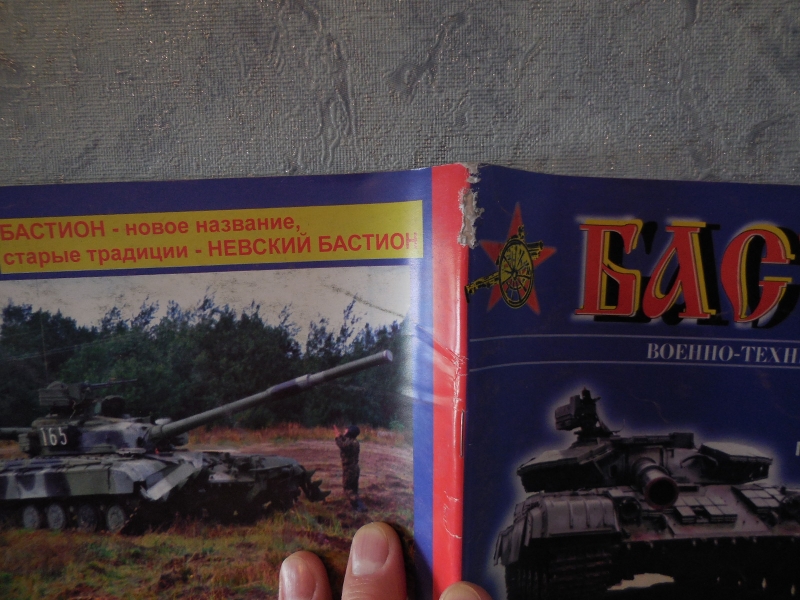 БАСТИОН - новое название,
старые традиции - НЕВСКИЙ БАСТИОН
165
БАС
ВОЕННО-ТЕХН